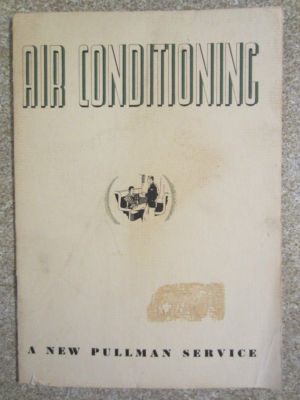 AIR CONDITIONING
A NEW PULLMAN SERVICE